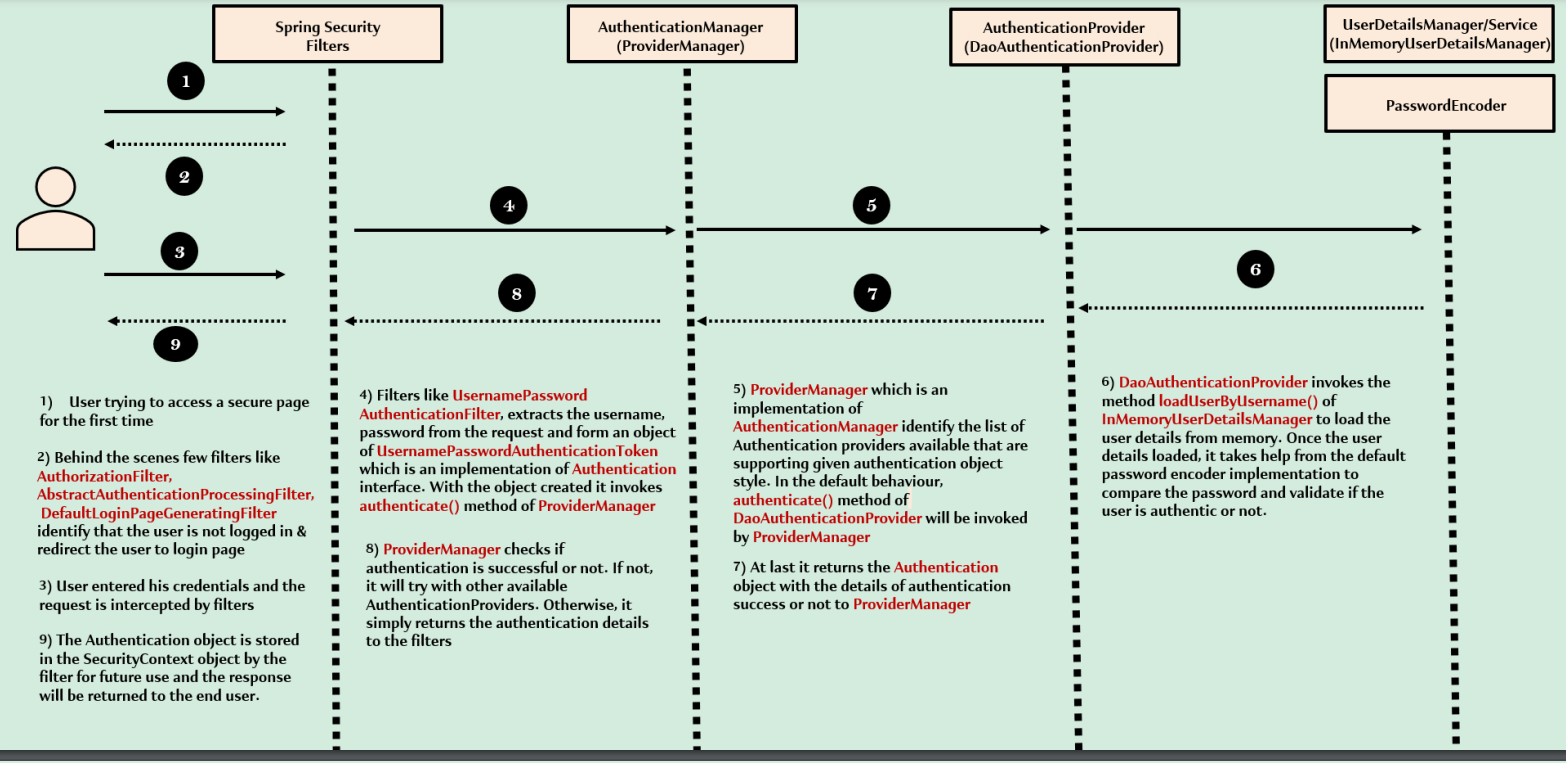 Spring Security
Filters
AuthenticationManager
(ProviderManager)
AuthenticationProvider
(DaoAuthenticationProvider)
UserDetailsManager/Service
(InMemoryUserDetailsManager)
PasswordEncoder
1
2
3
4
5
6
7
8
9
1) User trying to access a secure page
for the first time
2) Behind the scenes few filters like
AuthorizationFilter,
AbstractAuthenticationProcessingFilter,
DefaultLoginPageGeneratingFilter
identify that the user is not logged in &
redirect the user to login page
3) User entered his credentials and the
request is intercepted by filters
9) The Authentication object is stored
in the SecurityContext object by the
filter for future use and the response
will be returned to the end user.
4) Filters like UsernamePassword
AuthenticationFilter, extracts the username,
password from the request and form an object
of UsernamePasswordAuthenticationToken
which is an implementation of Authentication
interface. With the object created it invokes
authenticate() method of ProviderManager
8) ProviderManager checks if
authentication is successful or not. If not,
it will try with other available
AuthenticationProviders. Otherwise, it
simply returns the authentication details
to the filters
5) ProviderManager which is an
implementation of
AuthenticationManager identify the list of
Authentication providers available that are
supporting given authentication object
style. In the default behaviour,
authenticate() method of
DaoAuthenticationProvider will be invoked
by ProviderManager
7) At last it returns the Authentication
object with the details of authentication
success or not to ProviderManager
6) DaoAuthenticationProvider invokes the
method loadUserByUsername() of
InMemoryUserDetailsManager to load the
user details from memory. Once the user
details loaded, it takes help from the default
password encoder implementation to
compare the password and validate if the
user is authentic or not.